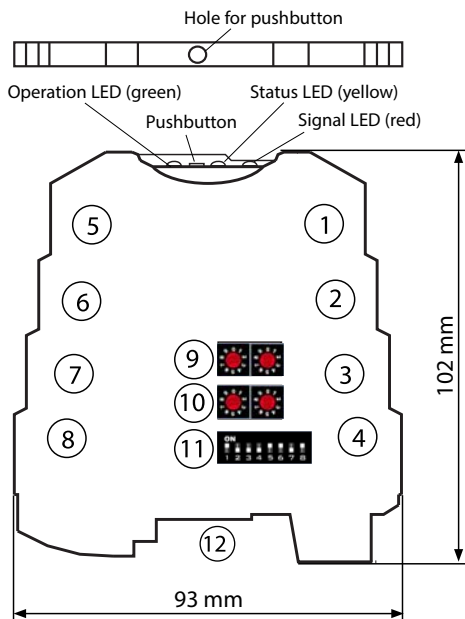 Hole for pushbutton
Operation LED (green)
Status LED (yellow)
Pushbutton
Signal LED (red)
5
1
6
2
102 mm
9
7
3
10
8
4
11
ON
1 2 3 4 5 6 7 8
12
93 mm